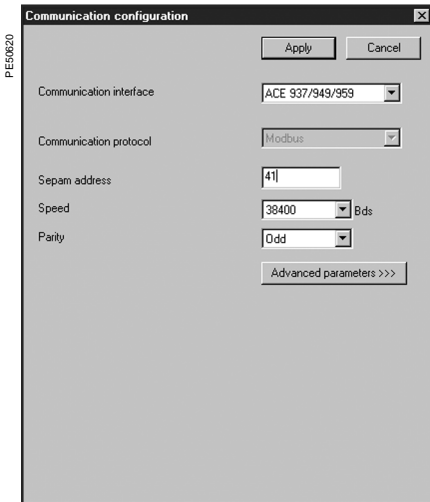 PE50620
Communication configuration
Apply Cancel
Communication interface ACE 937/949/959
Communication protocol Modbus
Sepam address 41
Speed 38400 Bds
Parity Odd
Advanced parameters >>>